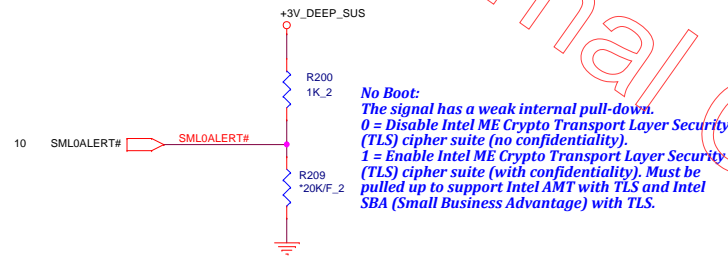 +3V_DEEP_SUS
R200
1K_2
No Boot:
The signal has a weak internal pull-down.
0 = Disable Intel ME Crypto Transport Layer Security
(TLS) cipher suite (no confidentiality).
1 = Enable Intel ME Crypto Transport Layer Security
(TLS) cipher suite (with confidentiality). Must be
pulled up to support Intel AMT with TLS and Intel
SBA (Small Business Advantage) with TLS.
10 SML0ALERT# SML0ALERT#
R209
*20K/F_2